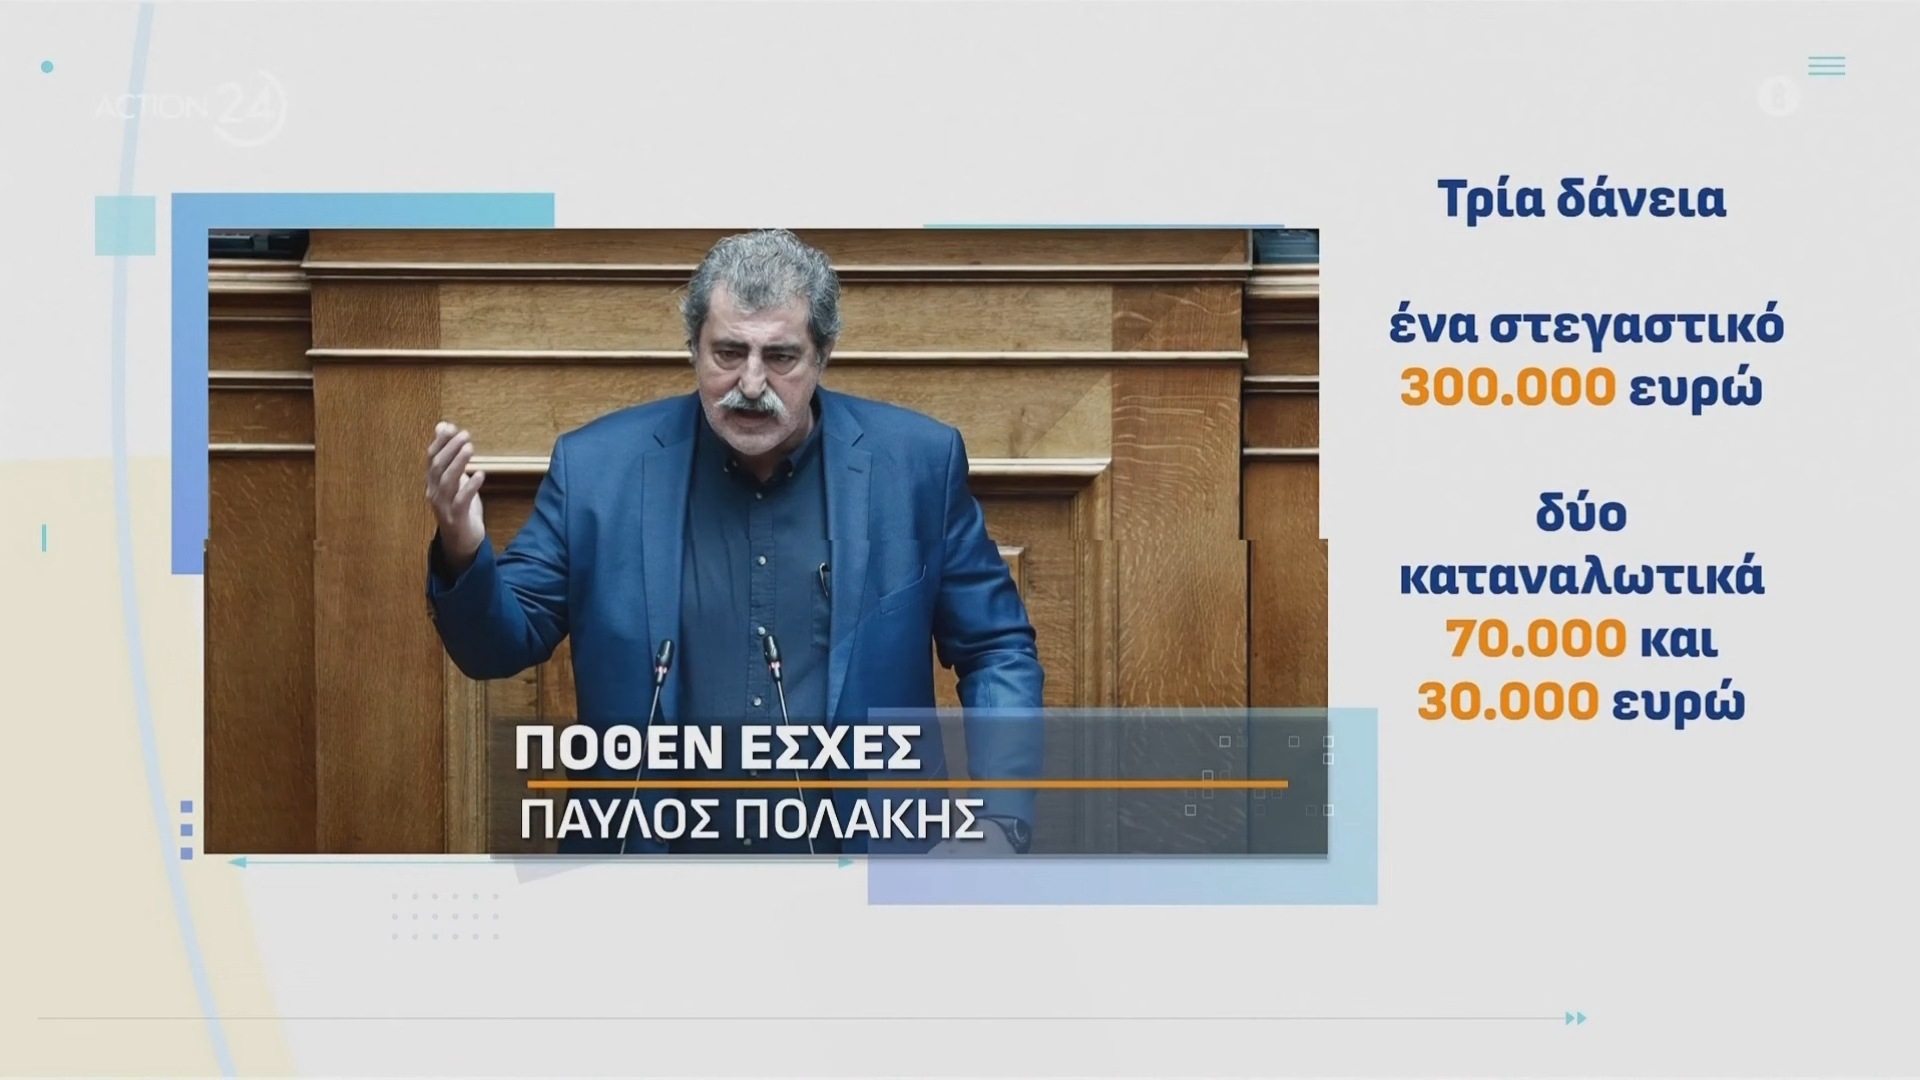 ACTION 24
8
Τρία δάνεια
ένα στεγαστικό
300.000 ευρώ
δύο
καταναλωτικά
70.000 και
30.000 ευρώ
ΠΟΘΕΝ ΕΣΧΕΣ
ΠΑΥΛΟΣ ΠΟΛΑΚΗΣ